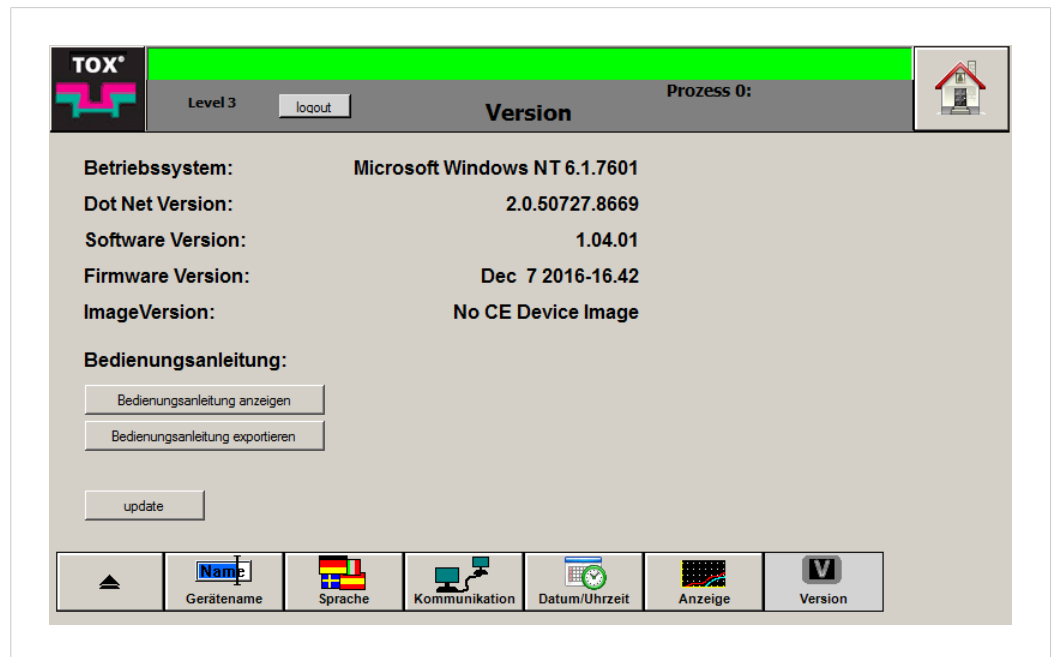 TOX®
Level 3
logout
Version
Prozess 0:
Betriebssystem: Microsoft Windows NT 6.1.7601
Dot Net Version: 2.0.50727.8669
Software Version: 1.04.01
Firmware Version: Dec 7 2016-16.42
ImageVersion: No CE Device Image
Bedienungsanleitung:
Bedienungsanleitung anzeigen
Bedienungsanleitung exportieren
update
Name
Gerätename
Sprache
Kommunikation
Datum/Uhrzeit
Anzeige
V
Version